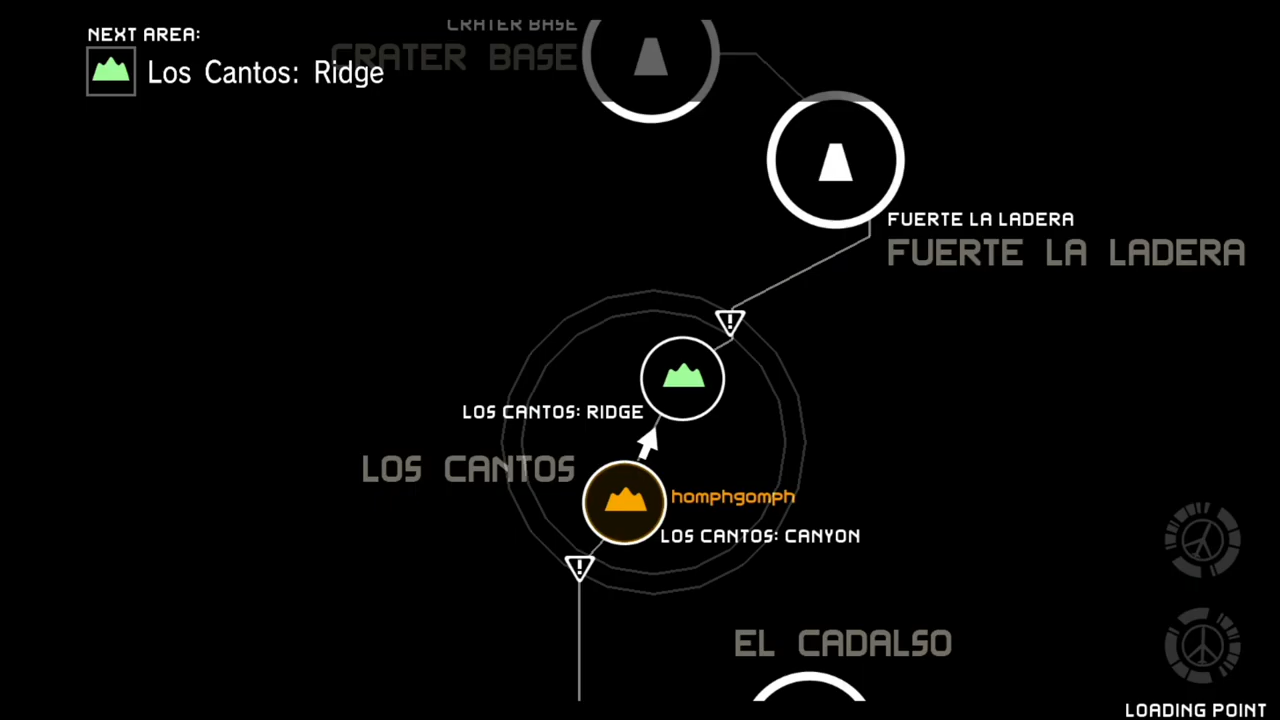 NEXT AREA:
Los Cantos: Ridge
CRATER BASE
CRATER BASE
FUERTE LA LADERA
FUERTE LA LADERA
!
LOS CANTOS: RIDGE
LOS CANTOS
homphgomph
LOS CANTOS: CANYON
!
EL CADALSO
LOADING POINT